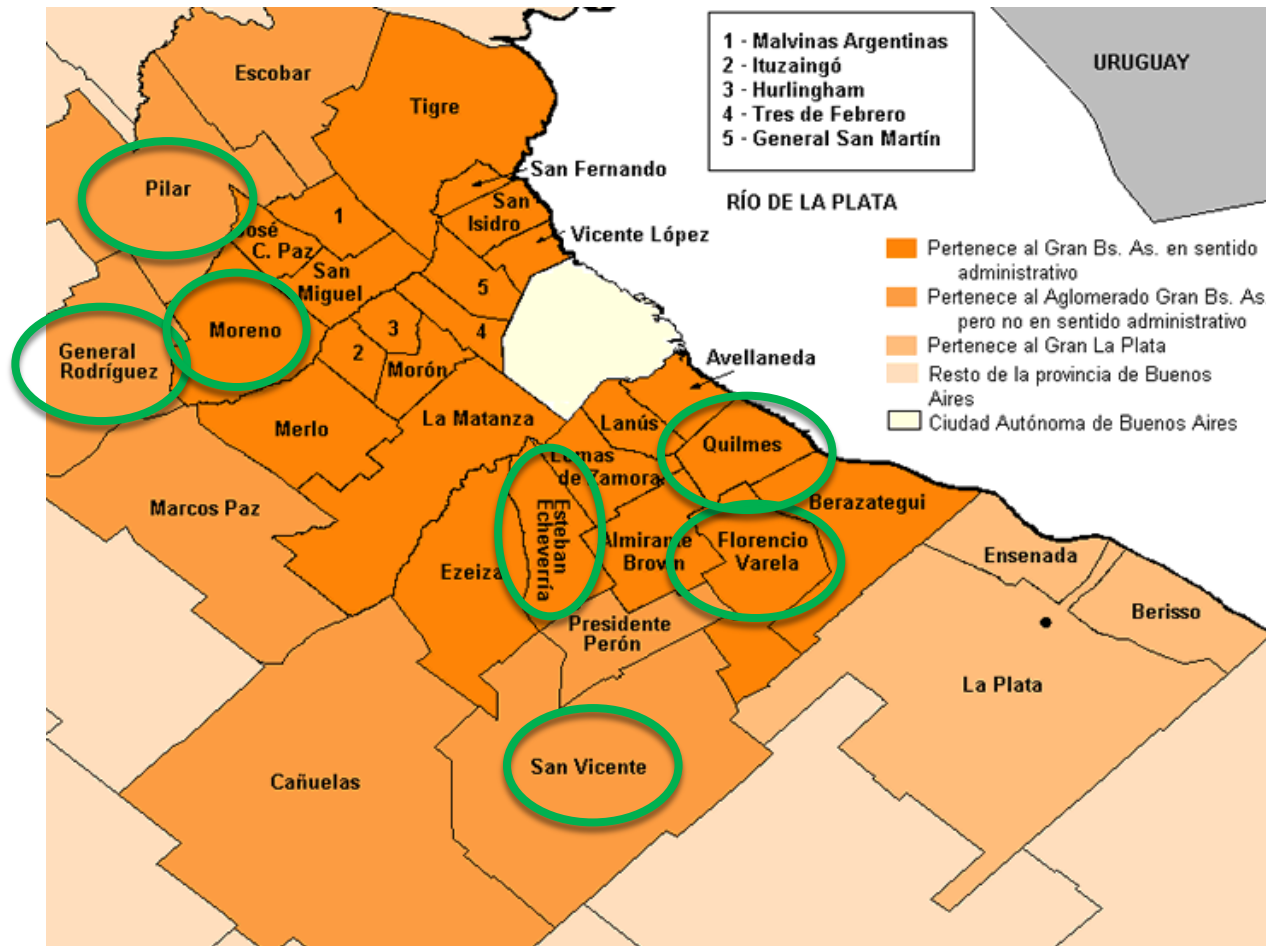 1 - Malvinas Argentinas
2 - Ituzaingó
3 - Hurlingham
4 - Tres de Febrero
5 - General San Martín
URUGUAY
Escobar
Tigre
San Fernando
Pilar
San
Isidro
RÍO DE LA PLATA
1
José
C. Paz
Vicente López
Pertenece al Gran Bs. As. en sentido
administrativo
San
Miguel
5
Pertenece al Aglomerado Gran Bs. As.
pero no en sentido administrativo
Moreno
3
4
General
Rodríguez
2
Morón
Avellaneda
Pertenece al Gran La Plata
Resto de la provincia de Buenos
Aires
Ciudad Autónoma de Buenos Aires
Merlo
La Matanza
Lanús
Quilmes
Lomas
de Zamora
Marcos Paz
Berazategui
Esteban
Echeverría
Almirante
Brown
Florencio
Varela
Ezeiza
Ensenada
Berisso
Presidente
Perón
La Plata
San Vicente
Cañuelas